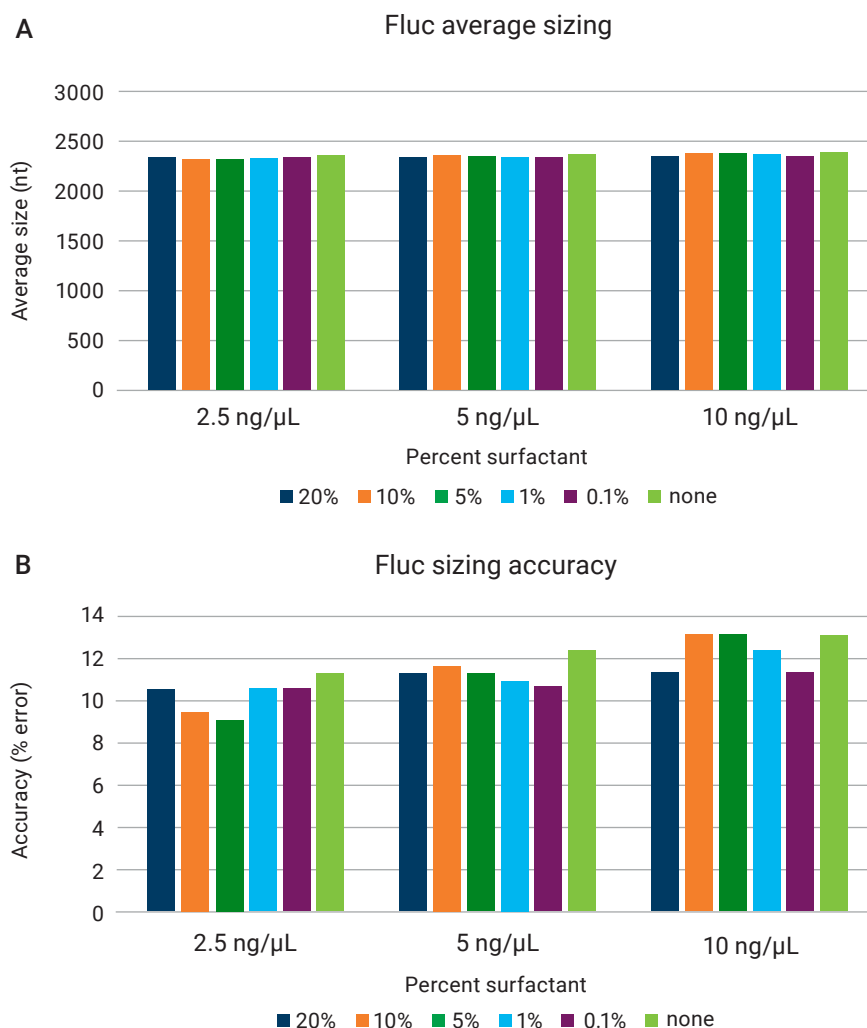 A
Fluc average sizing
Average size (nt)
3000
2500
2000
1500
1000
500
0
2.5 ng/µL
5 ng/µL
10 ng/µL
Percent surfactant
20% 10% 5% 1% 0.1% none
B
Fluc sizing accuracy
Accuracy (% error)
14
12
10
8
6
4
2
0
2.5 ng/µL
5 ng/µL
10 ng/µL
Percent surfactant
20% 10% 5% 1% 0.1% none